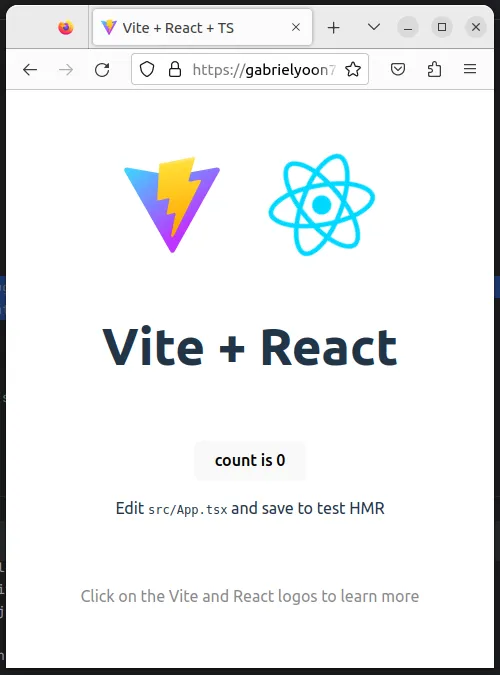 Vite + React + TS
https://gabrielyoon7
Vite + React
count is 0
Edit src/App.tsx and save to test HMR
Click on the Vite and React logos to learn more